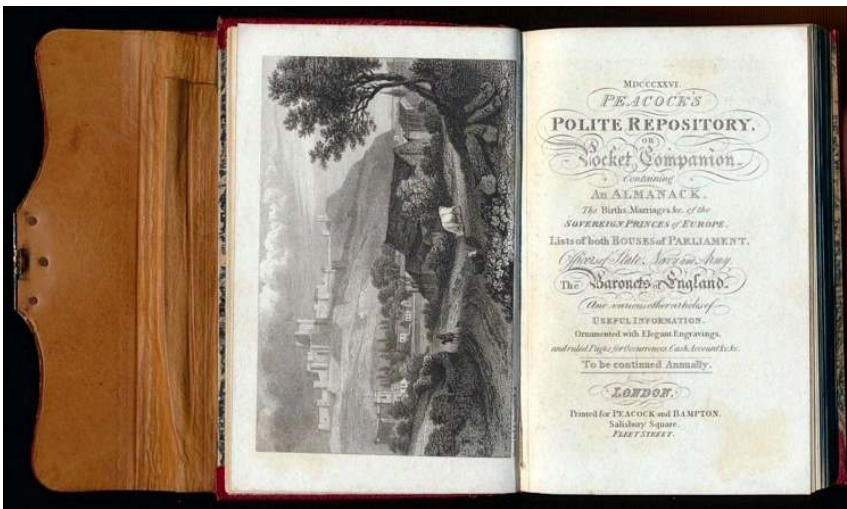 MDCCCXXVI.
PEACOCK'S
POLITE REPOSITORY.
OR
Pocket Companion
Containing
An ALMANACK.
The Births, Marriages &c. of the
SOVEREIGN PRINCES of EUROPE.
Lists of both HOUSES of PARLIAMENT.
Officers of State, Navy and Army.
The Baronets of England.
And various other articles of
USEFUL INFORMATION.
Ornamented with Elegant Engravings,
and ruled Pages for Occurrences, Cash, Account &c &c.
To be continued Annually.
LONDON.
Printed for PEACOCK and BAMPTON.
Salisbury Square.
FLEET STREET.